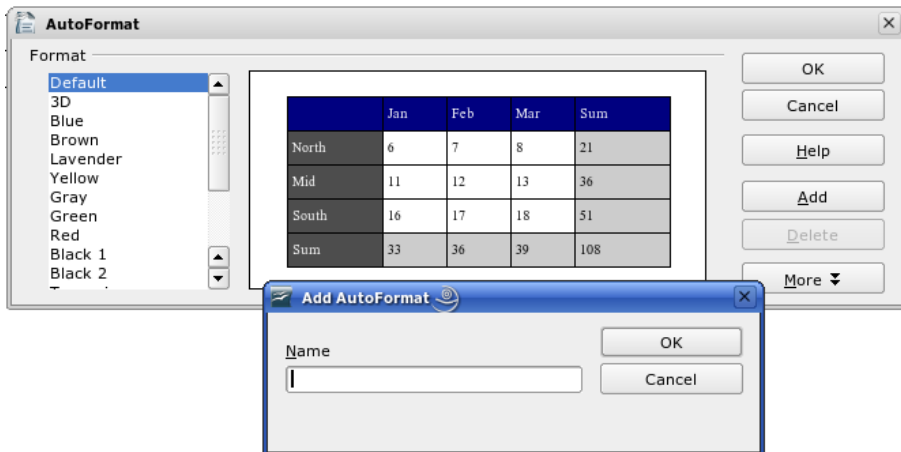 AutoFormat
Format
Default
3D
Blue
Brown
Lavender
Yellow
Gray
Green
Red
Black 1
Black 2
Jan Feb Mar Sum
North 6 7 8 21
Mid 11 12 13 36
South 16 17 18 51
Sum 33 36 39 108
OK
Cancel
Help
Add
Delete
More
Add AutoFormat
Name
OK
Cancel